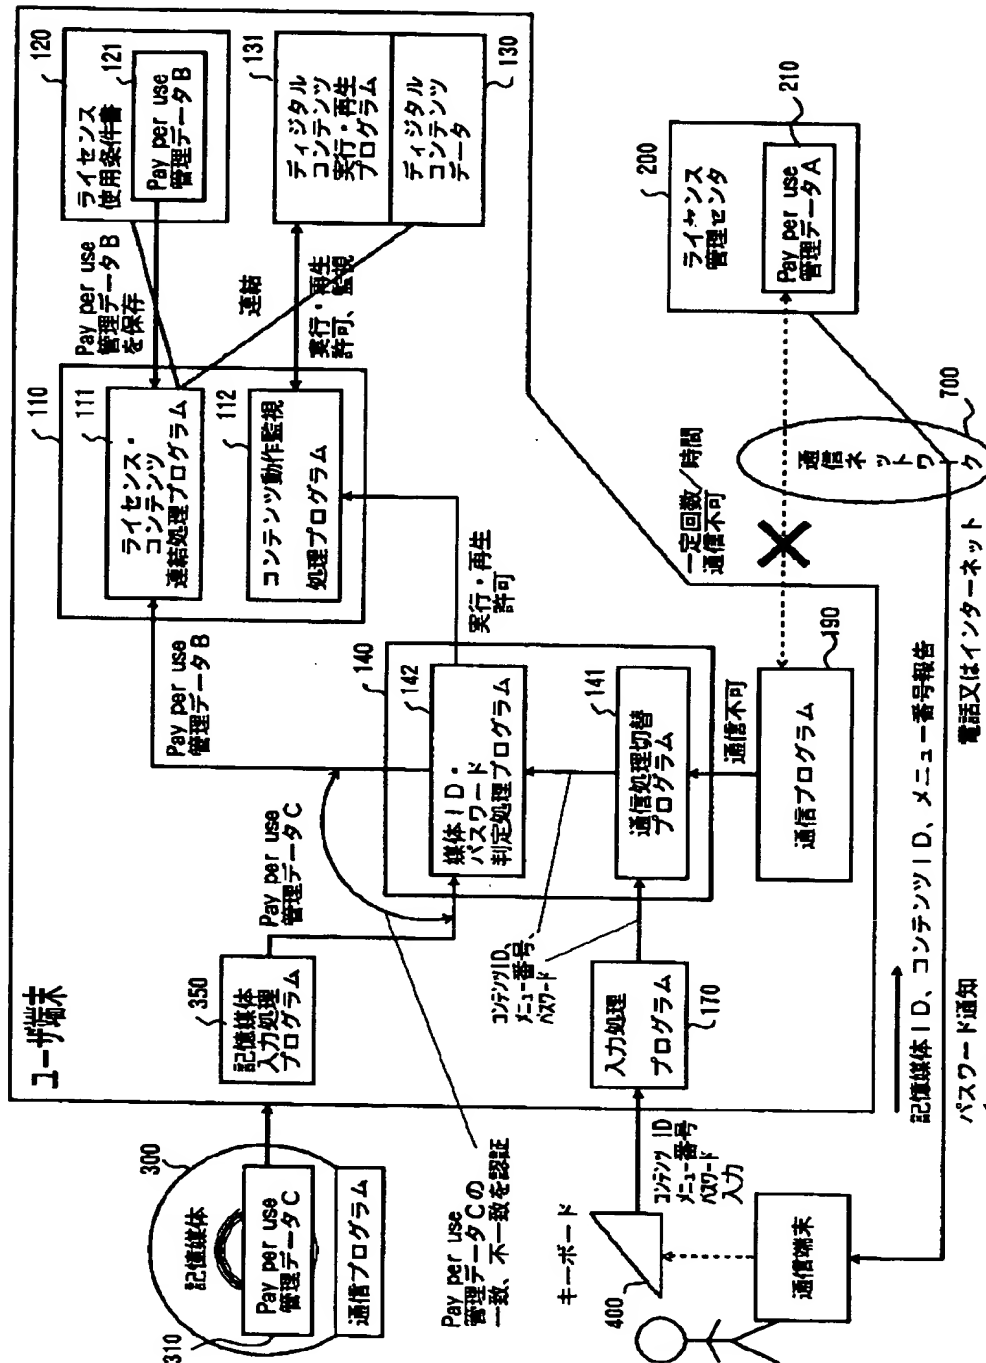 ユーザ端末
300
記憶媒体
Pay per use
管理データC
通信プログラム
310
350
記憶媒体
入力処理
プログラム
Pay per use
管理データC
Pay per use
管理データCの
一致、不一致を認証
Pay per use
管理データB
110
111
ライセンス・
コンテンツ
連結処理プログラム
112
コンテンツ動作監視
処理プログラム
Pay per use
管理データB
を保存
120
ライセンス
使用条件書
121
Pay per use
管理データB
連結
実行・再生
許可、監視
131
ディジタル
コンテンツ
実行・再生
プログラム
ディジタル
コンテンツ
データ
130
実行・再生
許可
140
142
媒体ID・
パスワード
判定処理プログラム
141
通信処理切替
プログラム
コンテンツID、
メニュー番号、
パスワード
キーボード
400
コンテンツ ID
メニュー番号
パスワード
入力
入力処理
プログラム
170
通信不可
通信プログラム
190
一定回数/時間
通信不可
200
ライセンス
管理センタ
210
Pay per use
管理データA
700
通信ネットワーク
通信端末
記憶媒体ID、コンテンツID、メニュー番号報告
パスワード通知
電話又はインターネット